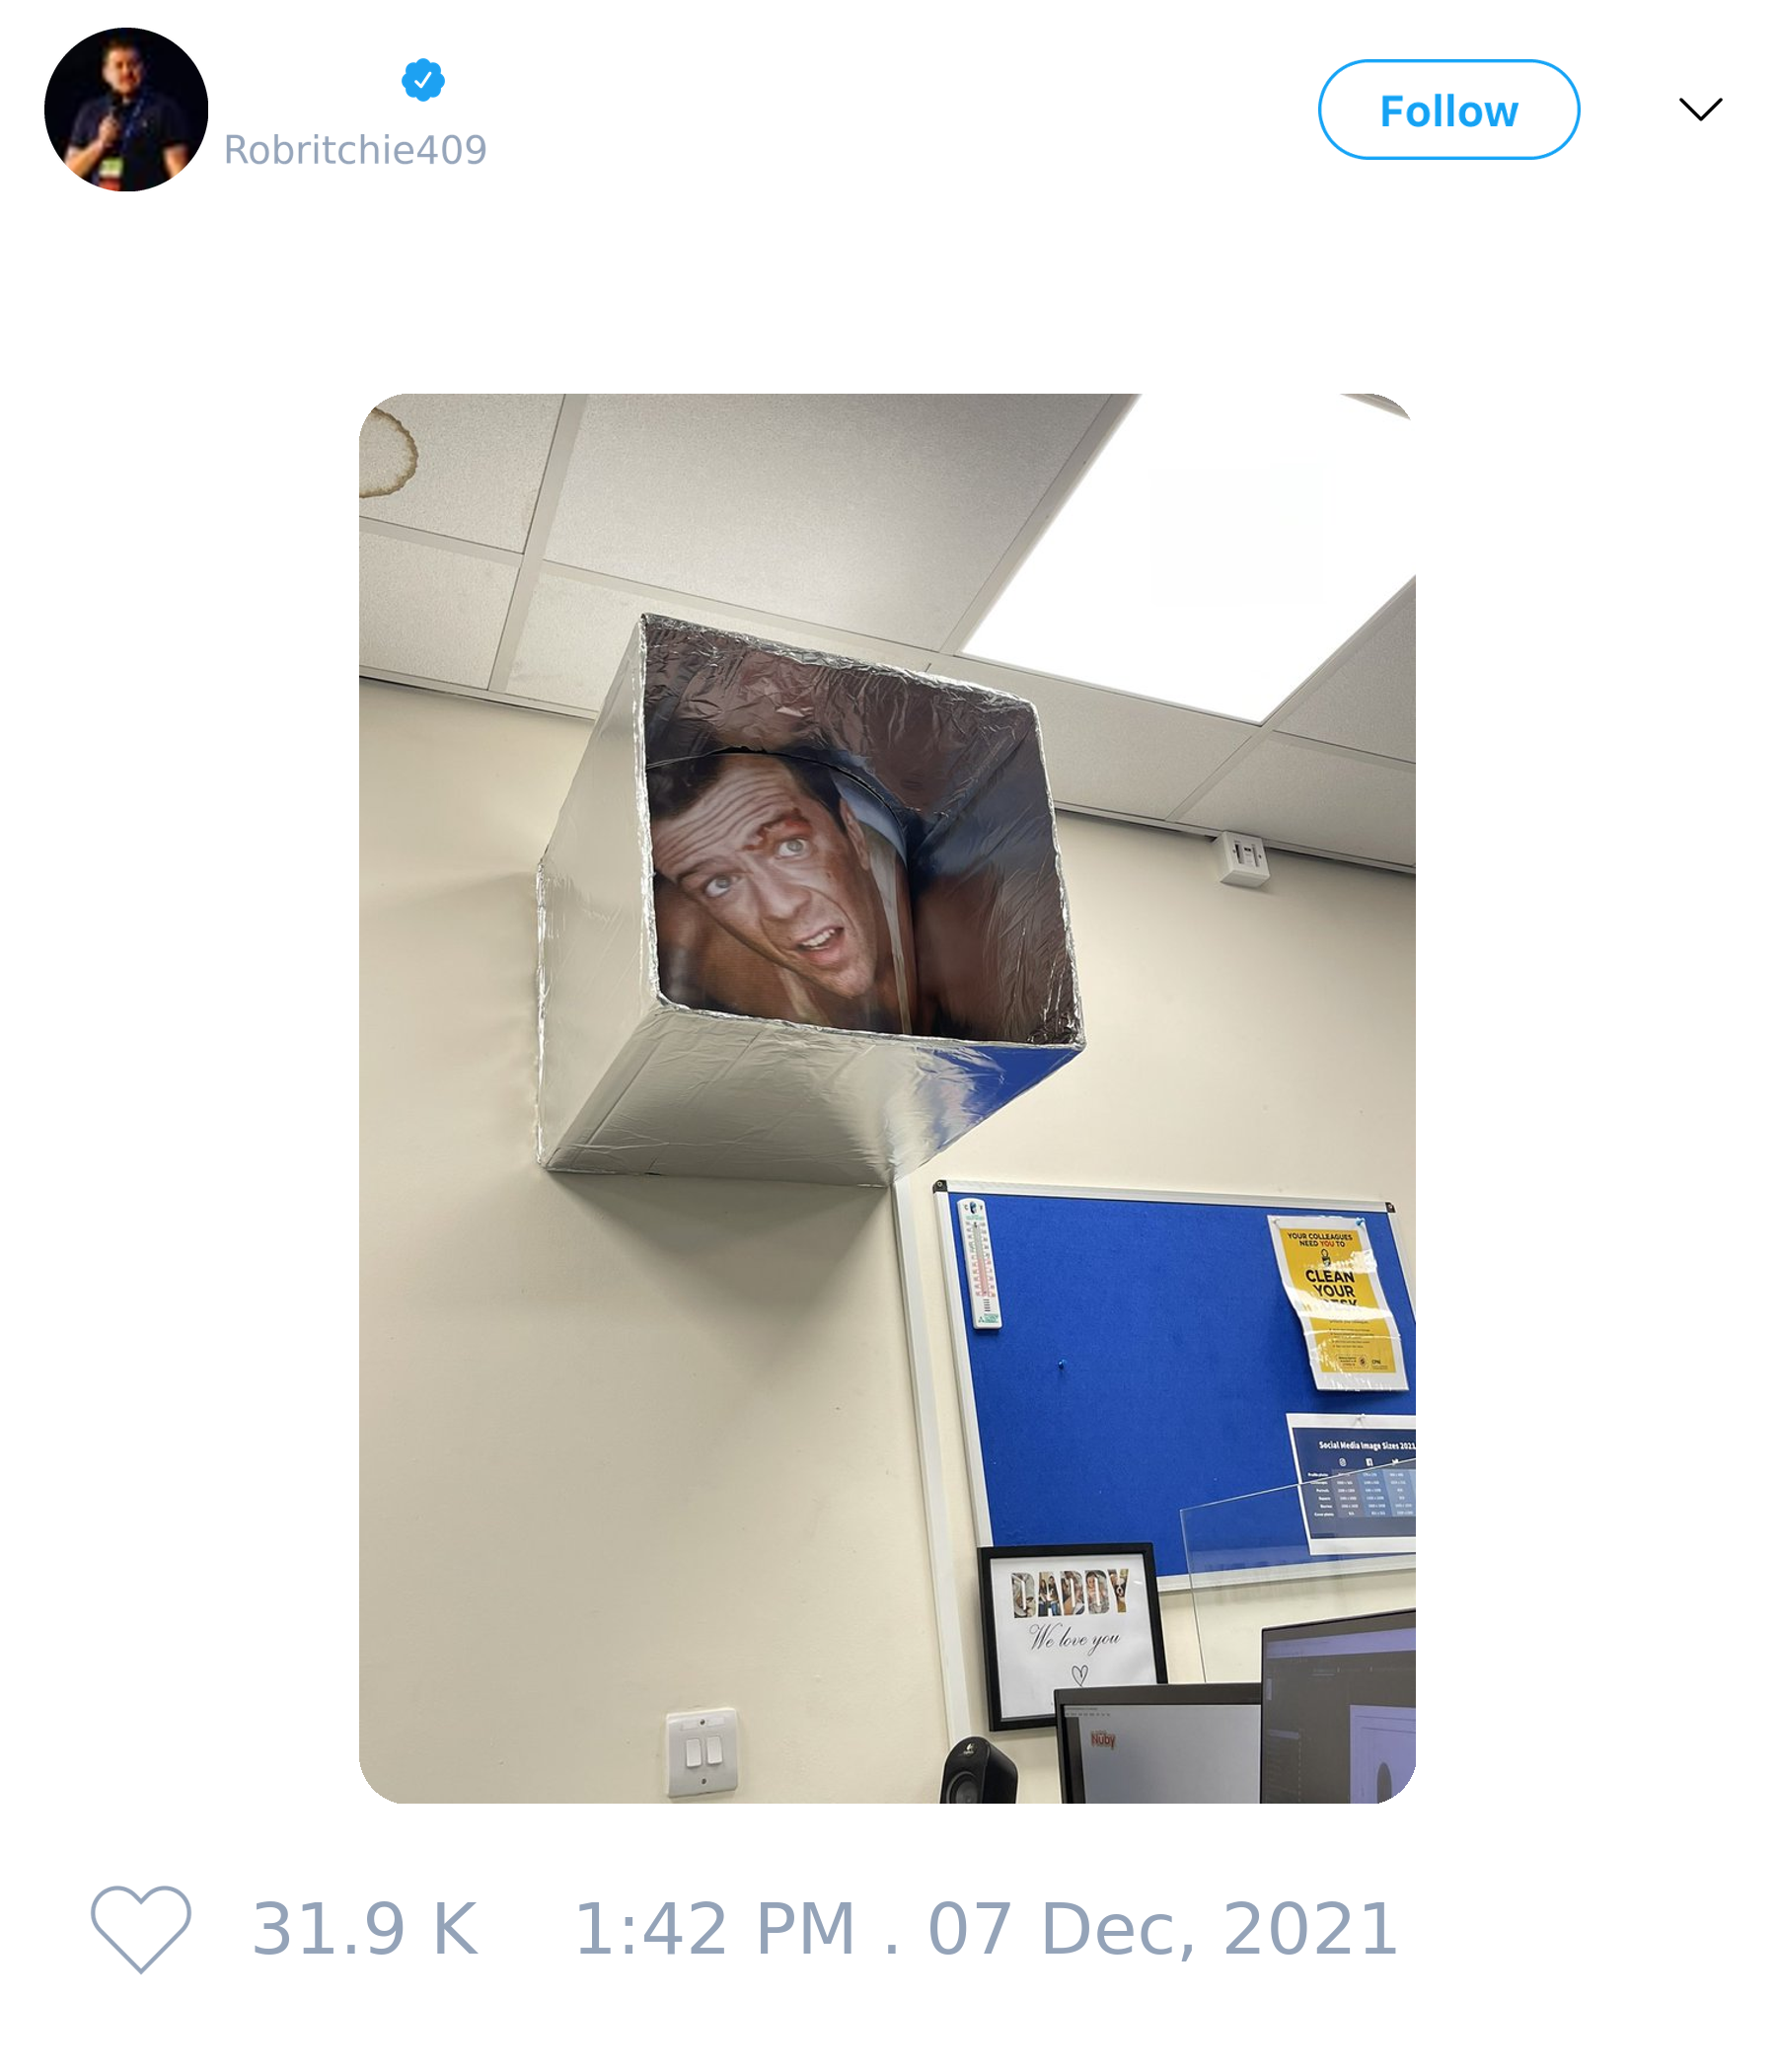 Robritchie409
Follow
YOUR COLLEAGUES
NEED YOU TO
CLEAN
YOUR
DESK
Social Media Image Sizes 2021
DADDY
We love you
Nuby
31.9 K 1:42 PM . 07 Dec, 2021